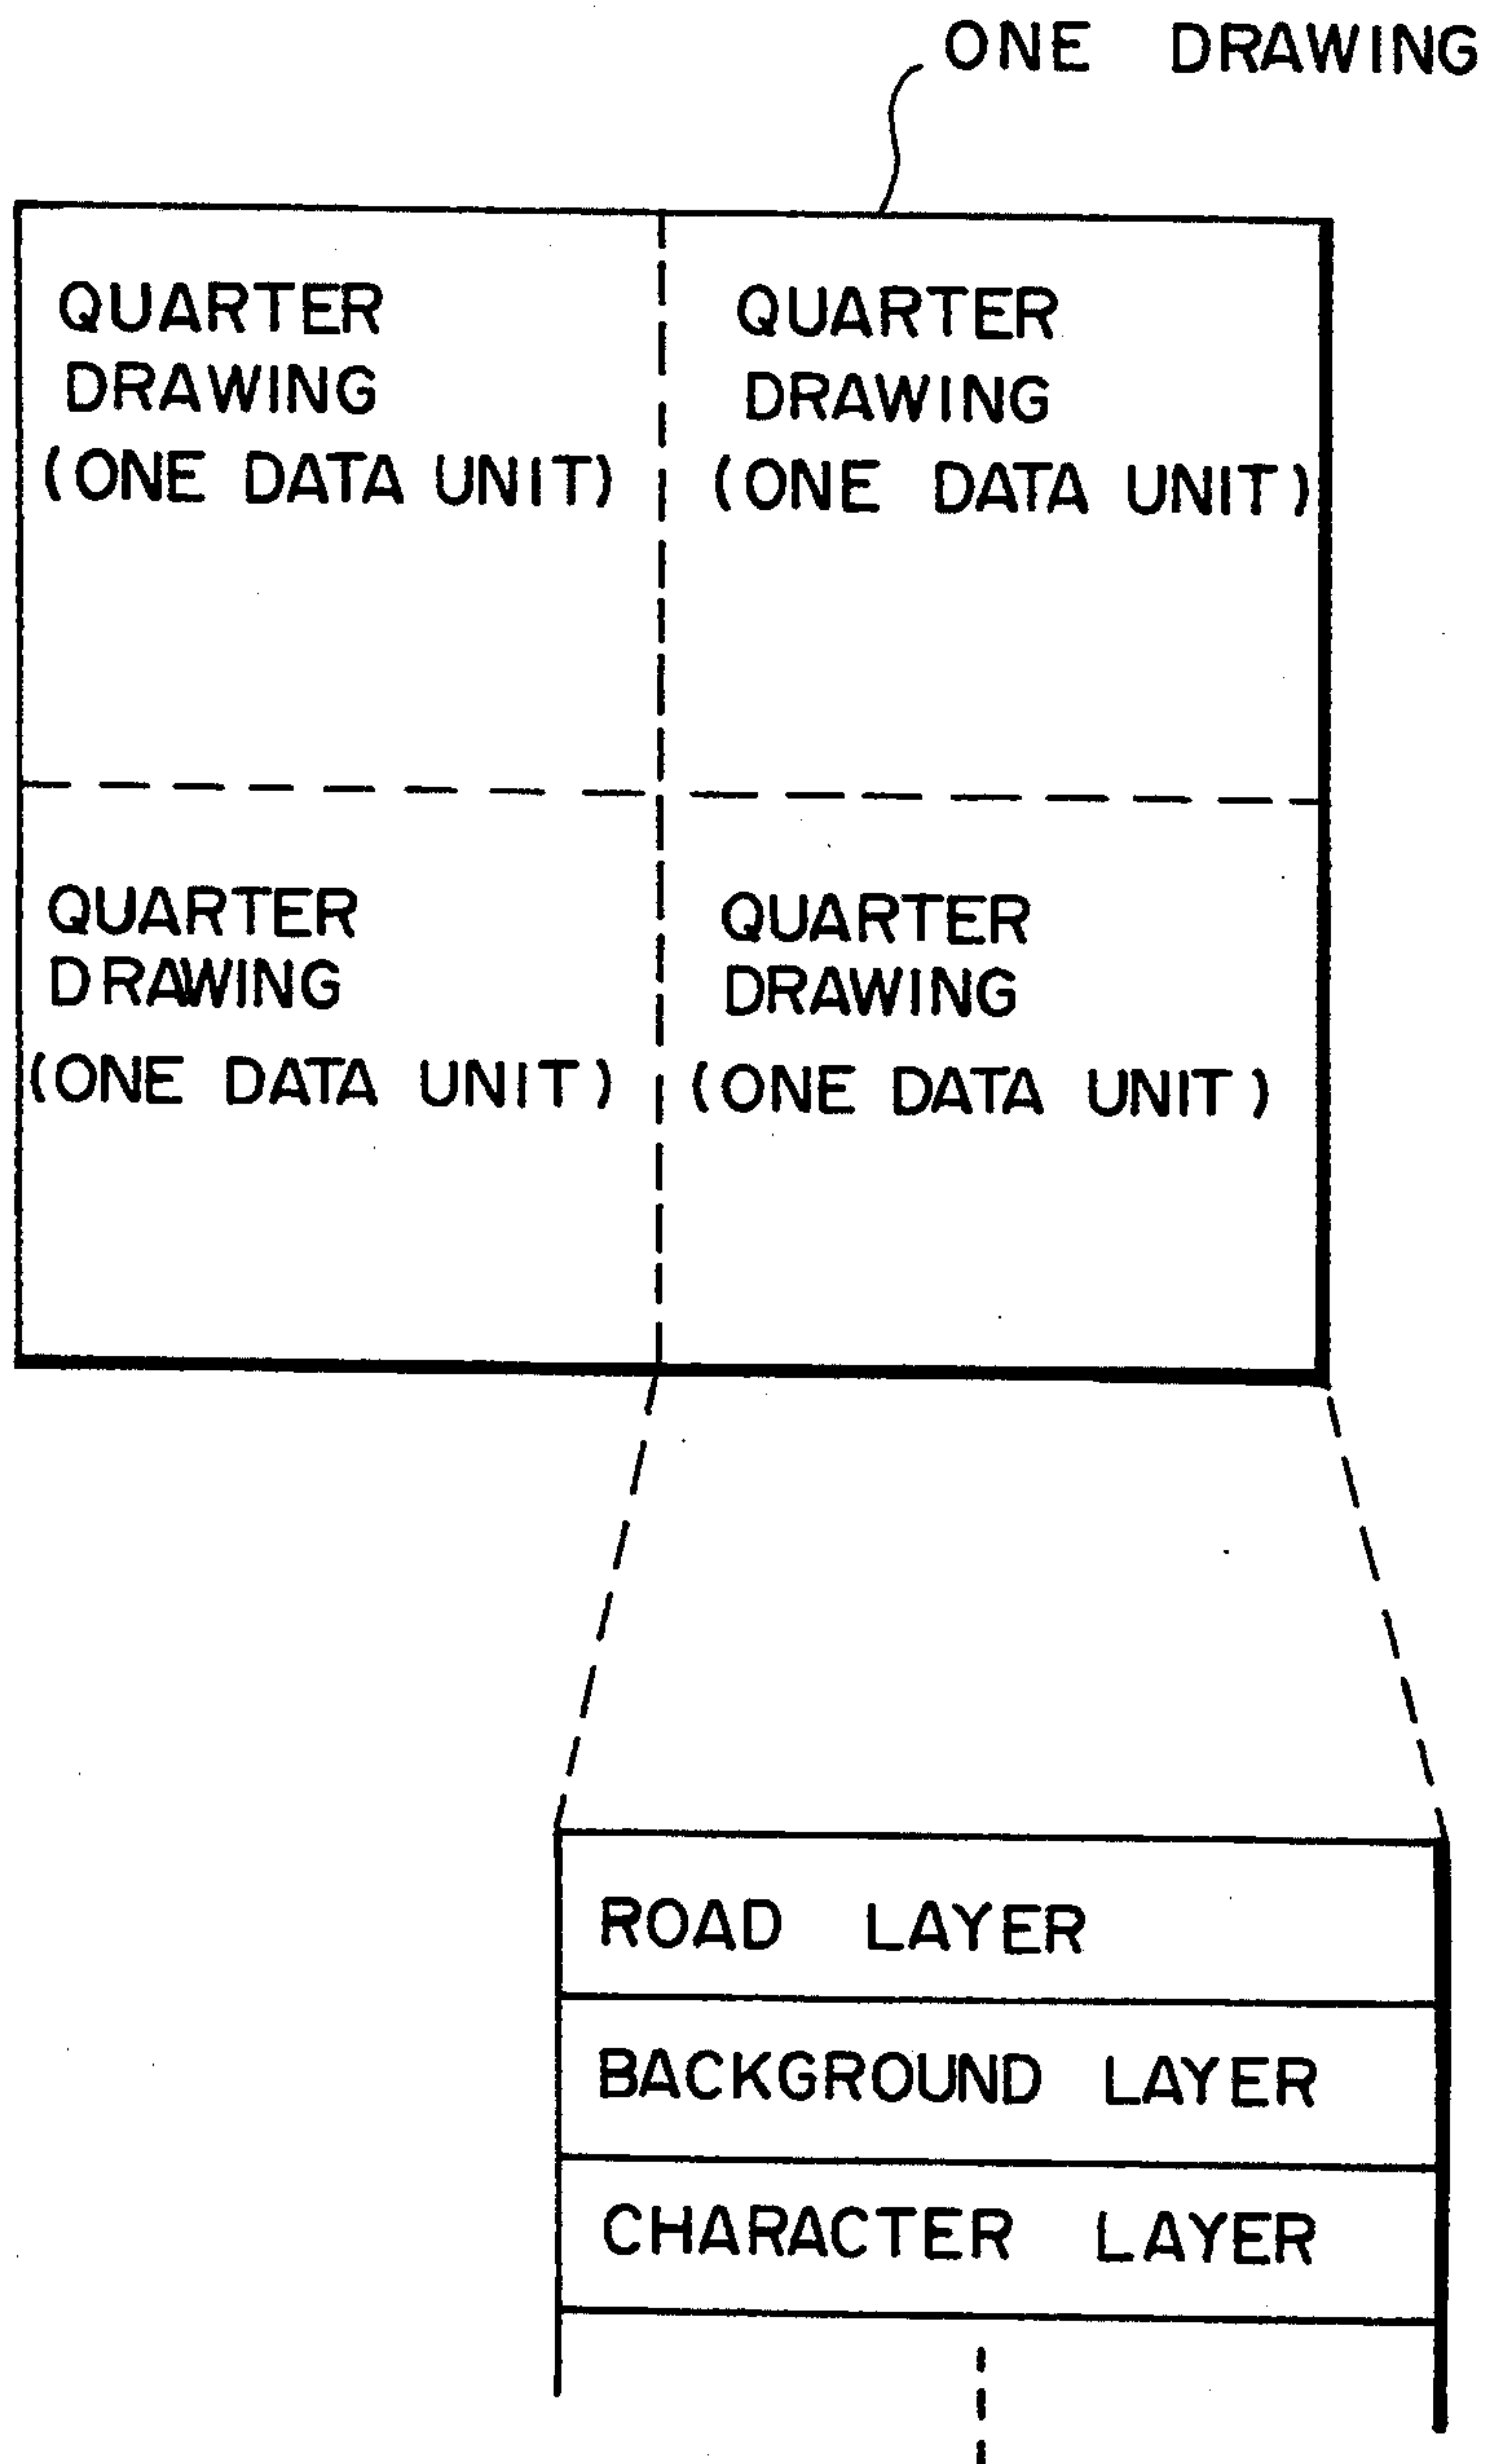 ONE DRAWING
QUARTER
DRAWING
(ONE DATA UNIT)
QUARTER
DRAWING
(ONE DATA UNIT)
QUARTER
DRAWING
(ONE DATA UNIT)
QUARTER
DRAWING
(ONE DATA UNIT)
ROAD LAYER
BACKGROUND LAYER
CHARACTER LAYER